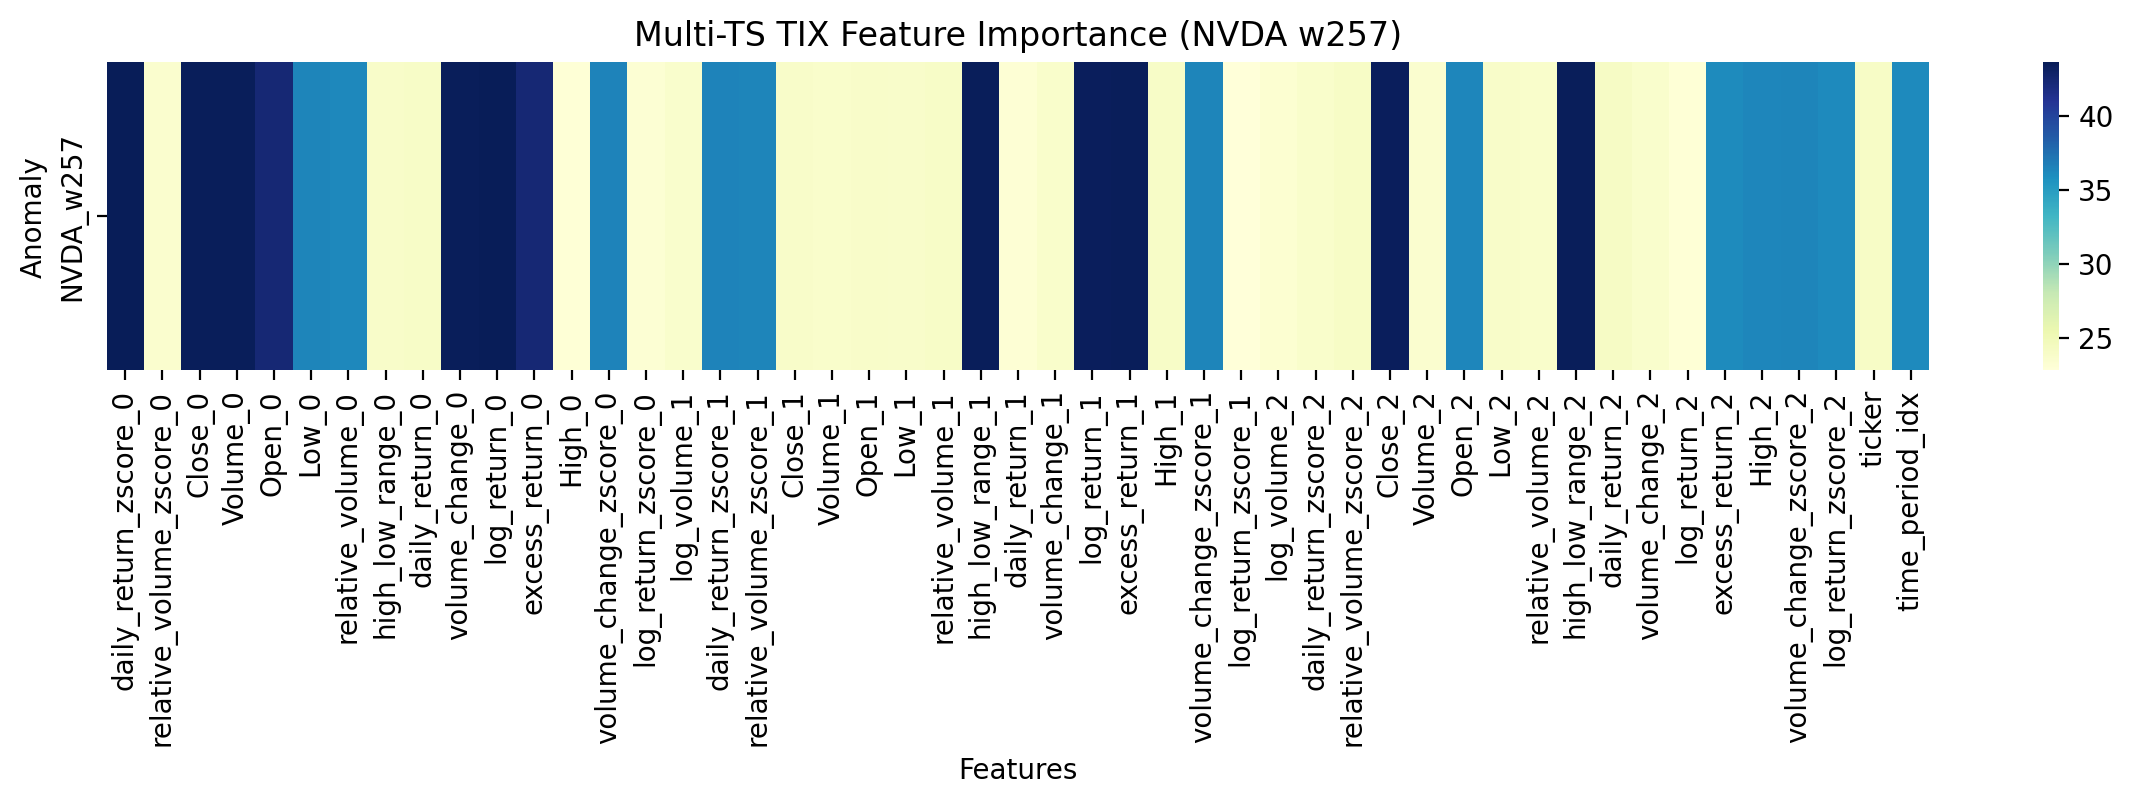 Multi-TS TIX Feature Importance (NVDA w257)
Anomaly
NVDA_w257
40
35
30
25
daily_return_zscore_0
relative_volume_zscore_0
Close_0
Volume_0
Open_0
Low_0
relative_volume_0
high_low_range_0
daily_return_0
volume_change_0
log_return_0
excess_return_0
High_0
volume_change_zscore_0
log_return_zscore_0
log_volume_1
daily_return_zscore_1
relative_volume_zscore_1
Close_1
Volume_1
Open_1
Low_1
relative_volume_1
high_low_range_1
daily_return_1
volume_change_1
log_return_1
excess_return_1
High_1
volume_change_zscore_1
log_return_zscore_1
log_volume_2
daily_return_zscore_2
relative_volume_zscore_2
Close_2
Volume_2
Open_2
Low_2
relative_volume_2
high_low_range_2
daily_return_2
volume_change_2
log_return_2
excess_return_2
High_2
volume_change_zscore_2
log_return_zscore_2
ticker
time_period_idx
Features